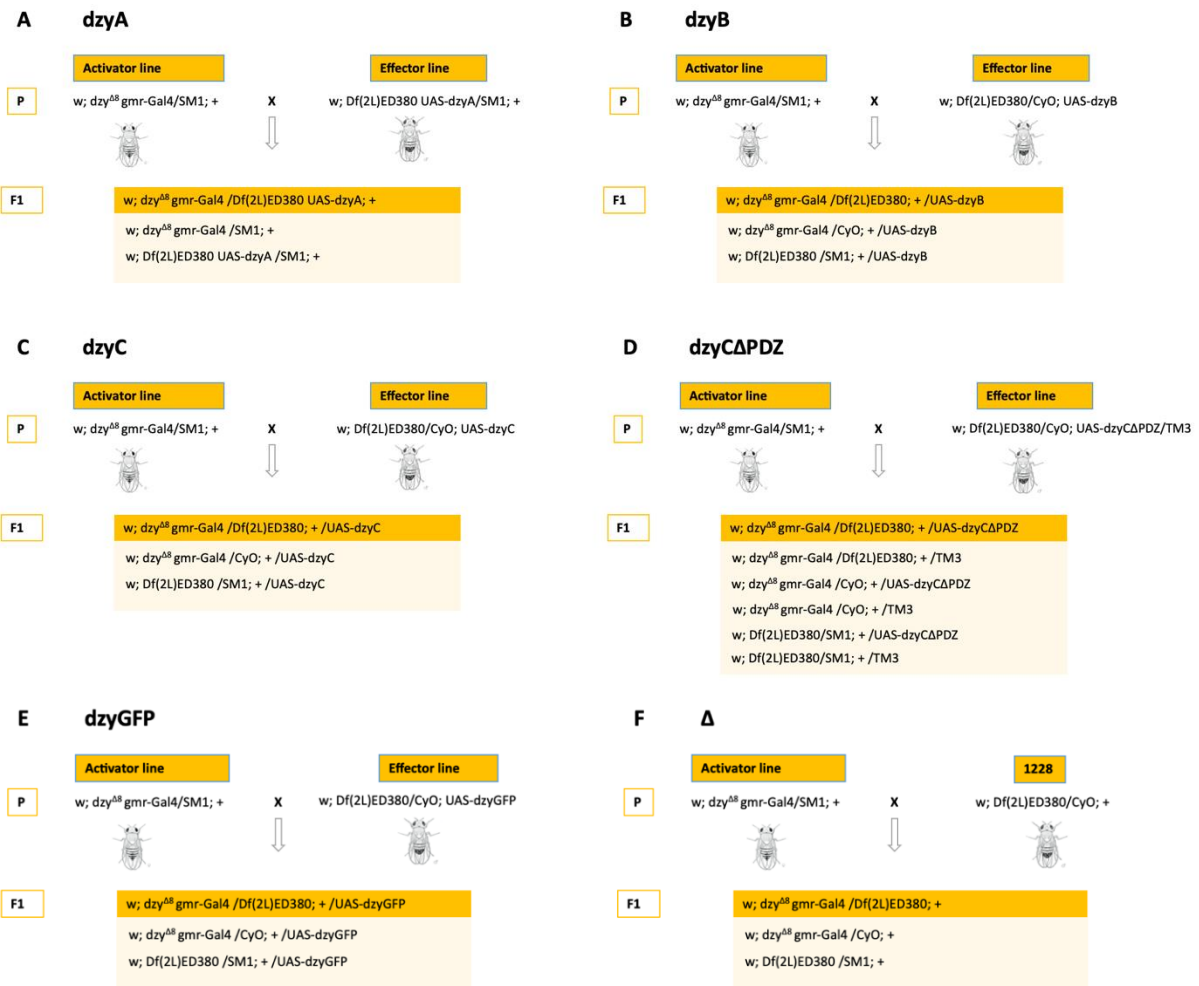 A dzyA
Activator line Effector line
P w; dzyΔ8 gmr-Gal4/SM1; + X w; Df(2L)ED380 UAS-dzyA/SM1; +
F1 w; dzyΔ8 gmr-Gal4 /Df(2L)ED380 UAS-dzyA; +
w; dzyΔ8 gmr-Gal4 /SM1; +
w; Df(2L)ED380 UAS-dzyA /SM1; +
B dzyB
Activator line Effector line
P w; dzyΔ8 gmr-Gal4/SM1; + X w; Df(2L)ED380/CyO; UAS-dzyB
F1 w; dzyΔ8 gmr-Gal4 /Df(2L)ED380; + /UAS-dzyB
w; dzyΔ8 gmr-Gal4 /CyO; + /UAS-dzyB
w; Df(2L)ED380 /SM1; + /UAS-dzyB
C dzyC
Activator line Effector line
P w; dzyΔ8 gmr-Gal4/SM1; + X w; Df(2L)ED380/CyO; UAS-dzyC
F1 w; dzyΔ8 gmr-Gal4 /Df(2L)ED380; + /UAS-dzyC
w; dzyΔ8 gmr-Gal4 /CyO; + /UAS-dzyC
w; Df(2L)ED380 /SM1; + /UAS-dzyC
D dzyCΔPDZ
Activator line Effector line
P w; dzyΔ8 gmr-Gal4/SM1; + X w; Df(2L)ED380/CyO; UAS-dzyCΔPDZ/TM3
F1 w; dzyΔ8 gmr-Gal4 /Df(2L)ED380; + /UAS-dzyCΔPDZ
w; dzyΔ8 gmr-Gal4 /Df(2L)ED380; + /TM3
w; dzyΔ8 gmr-Gal4 /CyO; + /UAS-dzyCΔPDZ
w; dzyΔ8 gmr-Gal4 /CyO; + /TM3
w; Df(2L)ED380/SM1; + /UAS-dzyCΔPDZ
w; Df(2L)ED380/SM1; + /TM3
E dzyGFP
Activator line Effector line
P w; dzyΔ8 gmr-Gal4/SM1; + X w; Df(2L)ED380/CyO; UAS-dzyGFP
F1 w; dzyΔ8 gmr-Gal4 /Df(2L)ED380; + /UAS-dzyGFP
w; dzyΔ8 gmr-Gal4 /CyO; + /UAS-dzyGFP
w; Df(2L)ED380 /SM1; + /UAS-dzyGFP
F Δ
Activator line 1228
P w; dzyΔ8 gmr-Gal4/SM1; + X w; Df(2L)ED380/CyO; +
F1 w; dzyΔ8 gmr-Gal4 /Df(2L)ED380; +
w; dzyΔ8 gmr-Gal4 /CyO; +
w; Df(2L)ED380 /SM1; +